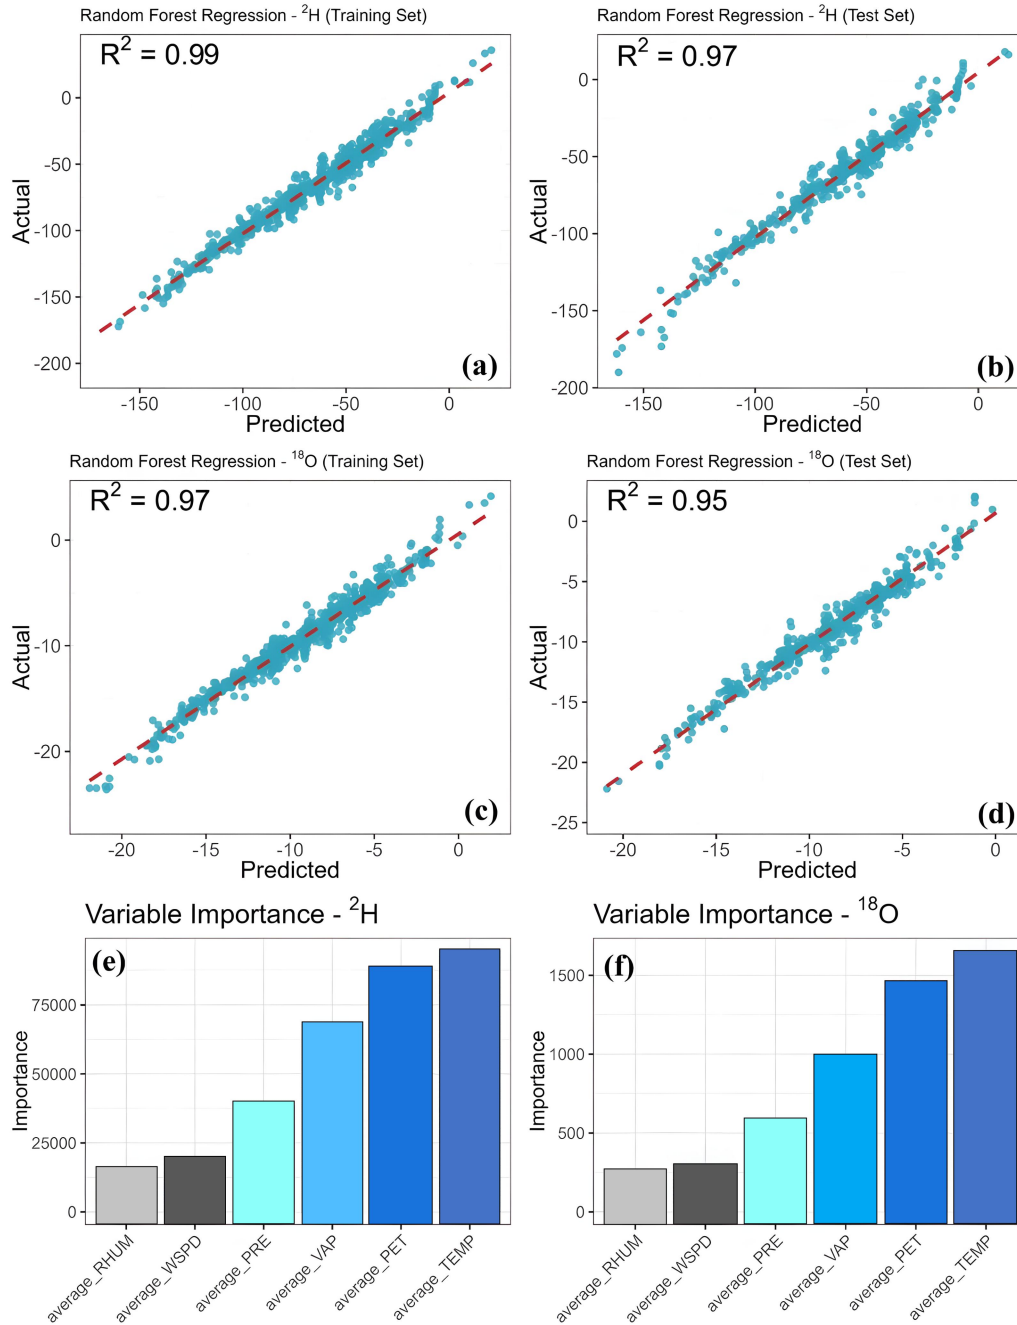 Random Forest Regression - ²H (Training Set)
R² = 0.99
0
-50
-100
-150
-200
Actual
-150
-100
-50
0
Predicted
(a)
Random Forest Regression - ²H (Test Set)
R² = 0.97
0
-50
-100
-150
-200
Actual
-150
-100
-50
0
Predicted
(b)
Random Forest Regression - ¹⁸O (Training Set)
R² = 0.97
0
-10
-20
Actual
-20
-15
-10
-5
0
Predicted
(c)
Random Forest Regression - ¹⁸O (Test Set)
R² = 0.95
0
-5
-10
-15
-20
-25
Actual
-20
-15
-10
-5
0
Predicted
(d)
Variable Importance - ²H
(e)
75000
50000
25000
0
Importance
average_RHUM
average_WSPD
average_PRE
average_VAP
average_PET
average_TEMP
Variable Importance - ¹⁸O
(f)
1500
1000
500
0
Importance
average_RHUM
average_WSPD
average_PRE
average_VAP
average_PET
average_TEMP